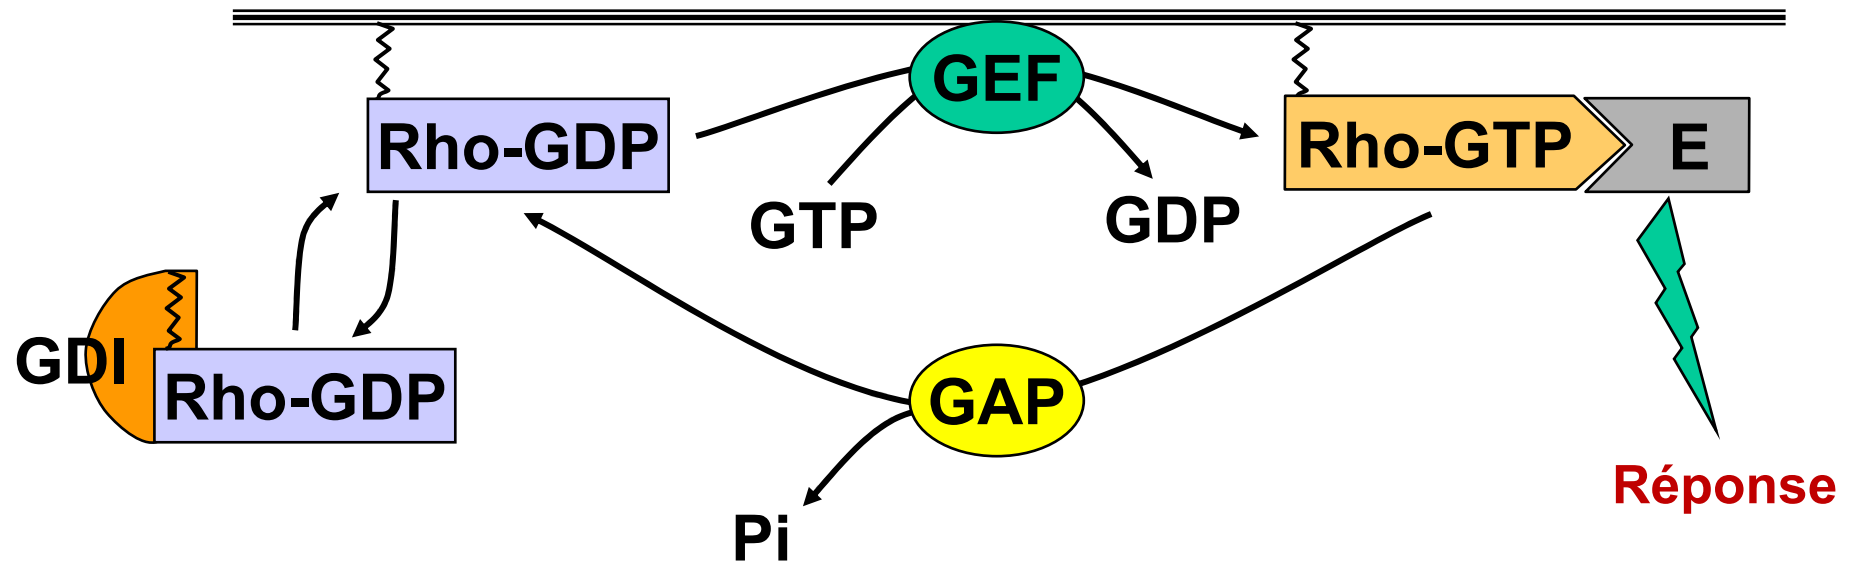 GEF
Rho-GDP
Rho-GTP
E
GTP
GDP
GDI
Rho-GDP
GAP
Réponse
Pi